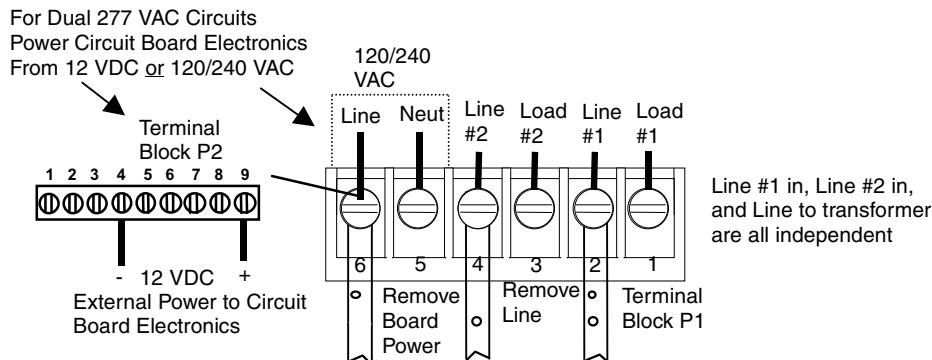 For Dual 277 VAC Circuits
Power Circuit Board Electronics
From 12 VDC or 120/240 VAC
120/240
VAC
Line Neut Line
#2 Load
#2 Line
#1 Load
#1
Terminal
Block P2
1 2 3 4 5 6 7 8 9
- 12 VDC +
External Power to Circuit
Board Electronics
6 5 4 3 2 1
Line #1 in, Line #2 in,
and Line to transformer
are all independent
Remove
Board
Power
Remove
Line
Terminal
Block P1